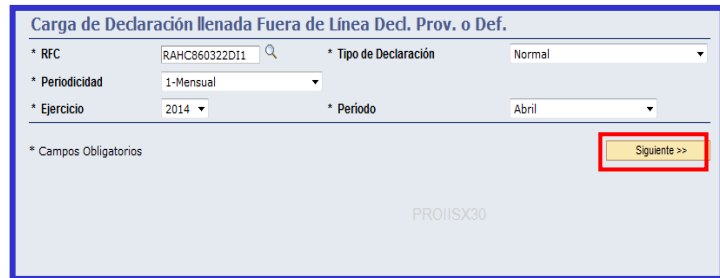 Carga de Declaración llenada Fuera de Línea Decl. Prov. o Def.
* RFC RAHC860322DI1 * Tipo de Declaración Normal
* Periodicidad 1-Mensual
* Ejercicio 2014 * Periodo Abril
* Campos Obligatorios Siguiente >>
PROIISX30